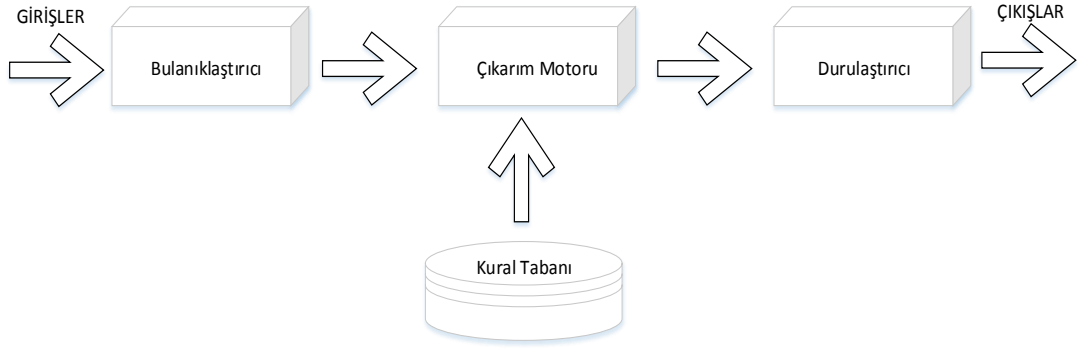 GİRİŞLER
ÇIKIŞLAR
Bulanıklaştırıcı
Çıkarım Motoru
Durulaştırıcı
Kural Tabanı